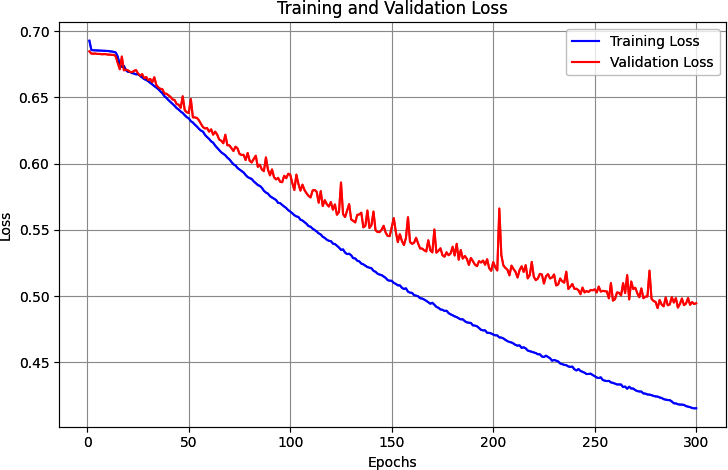 Training and Validation Loss
0.70
0.65
0.60
0.55
0.50
0.45
Loss
Training Loss
Validation Loss
0
50
100
150
200
250
300
Epochs